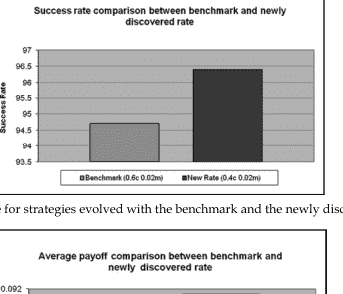 Success rate comparison between benchmark and newly
discovered rate
97
96.5
96
95.5
95
94.5
94
93.5
Success Rate
Benchmark (0.6c 0.02m) New Rate (0.4c 0.02m)
for strategies evolved with the benchmark and the newly
Average payoff comparison between benchmark and
newly discovered rate
0.092